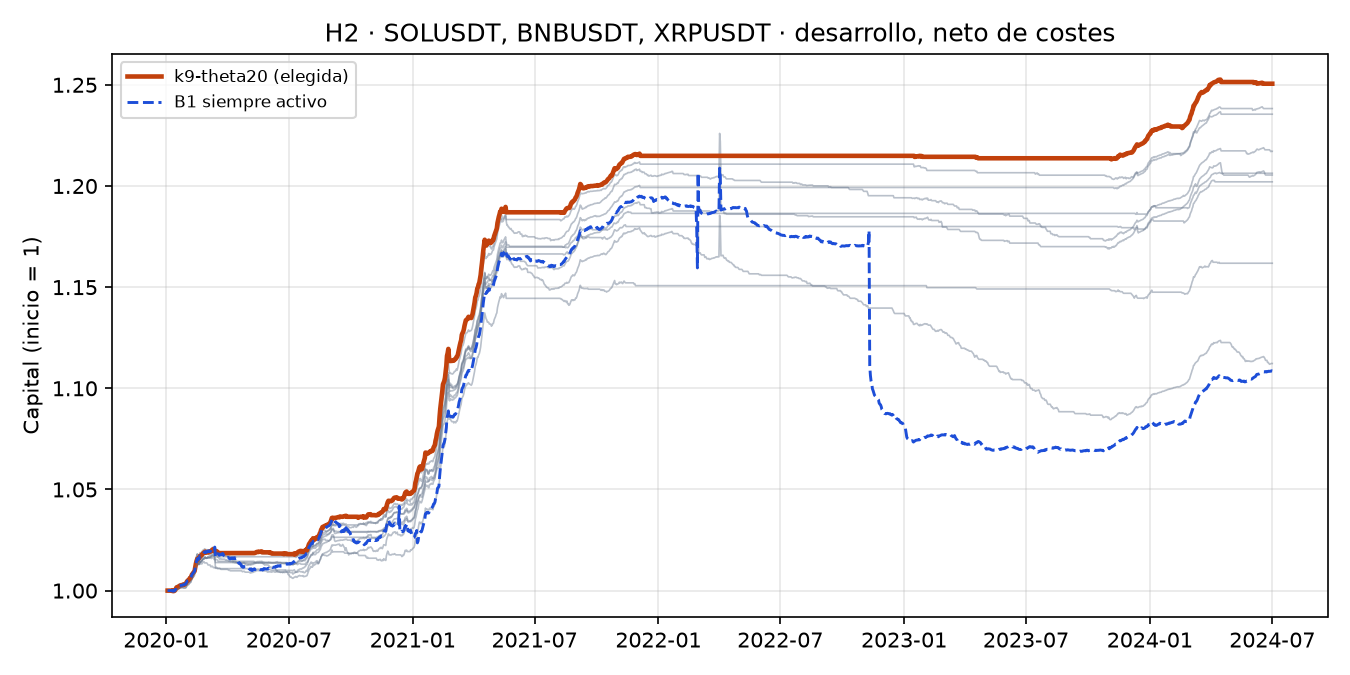 H2 · SOLUSDT, BNBUSDT, XRPUSDT · desarrollo, neto de costes
k9-theta20 (elegida)
B1 siempre activo
Capital (inicio = 1)
1.25
1.20
1.15
1.10
1.05
1.00
2020-01 2020-07 2021-01 2021-07 2022-01 2022-07 2023-01 2023-07 2024-01 2024-07